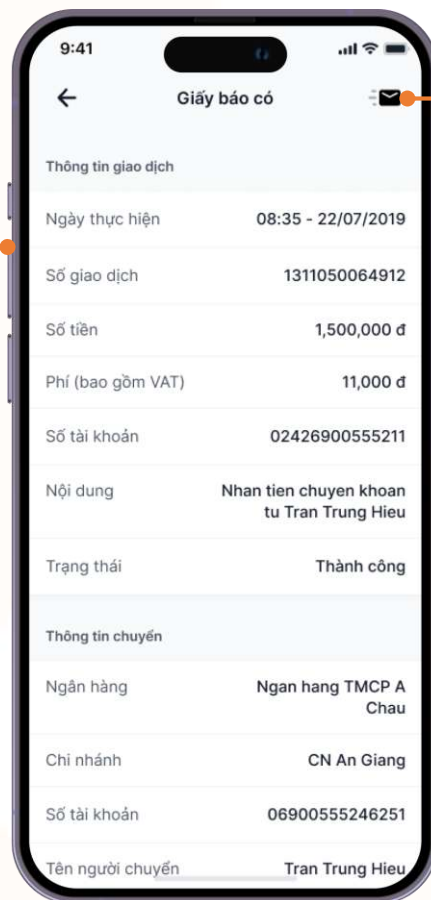 9:41
Giấy báo có
Thông tin giao dịch
Ngày thực hiện 08:35 - 22/07/2019
Số giao dịch 1311050064912
Số tiền 1,500,000 đ
Phí (bao gồm VAT) 11,000 đ
Số tài khoản 02426900555211
Nội dung Nhan tien chuyen khoan
tu Tran Trung Hieu
Trạng thái Thành công
Thông tin chuyển
Ngân hàng Ngan hang TMCP A
Chau
Chi nhánh CN An Giang
Số tài khoản 06900555246251
Tên người chuyển Tran Trung Hieu